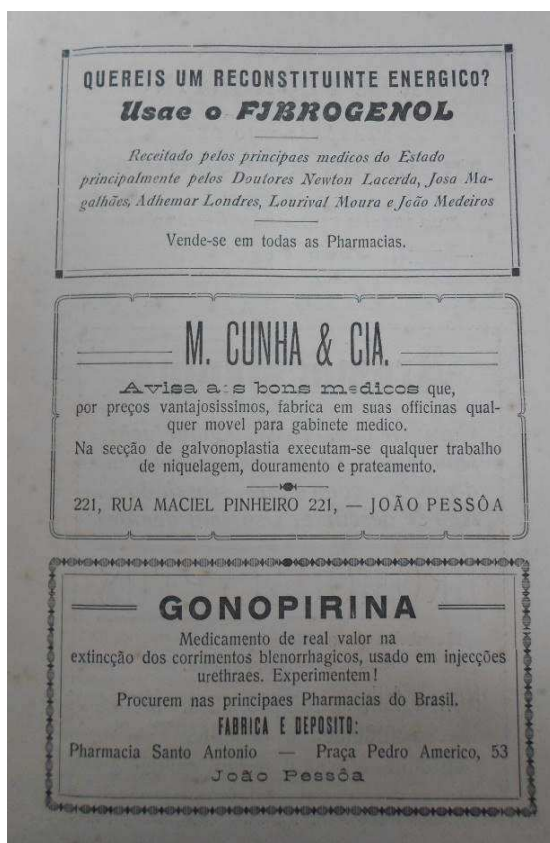 QUEREIS UM RECONSTITUINTE ENERGICO?
Usae o FIBROGENOL
Receitado pelos principaes medicos do Estado
principalmente pelos Doutores Newton Lacerda, Josa Ma-
galhães, Adhemar Londres, Lourival Moura e João Medeiros
Vende-se em todas as Pharmacias.
M. CUNHA & CIA.
Avisa aos bons medicos que,
por preços vantajosissimos, fabrica em suas officinas qual-
quer movel para gabinete medico.
Na secção de galvonoplastia executam-se qualquer trabalho
de niquelagem, douramento e prateamento.
221, RUA MACIEL PINHEIRO 221, — JOÃO PESSÔA
GONOPIRINA
Medicamento de real valor na
extincção dos corrimentos blenorrhagicos, usado em injecções
urethraes. Experimentem!
Procurem nas principaes Pharmacias do Brasil.
FABRICA E DEPOSITO:
Pharmacia Santo Antonio — Praça Pedro Americo, 53
João Pessôa